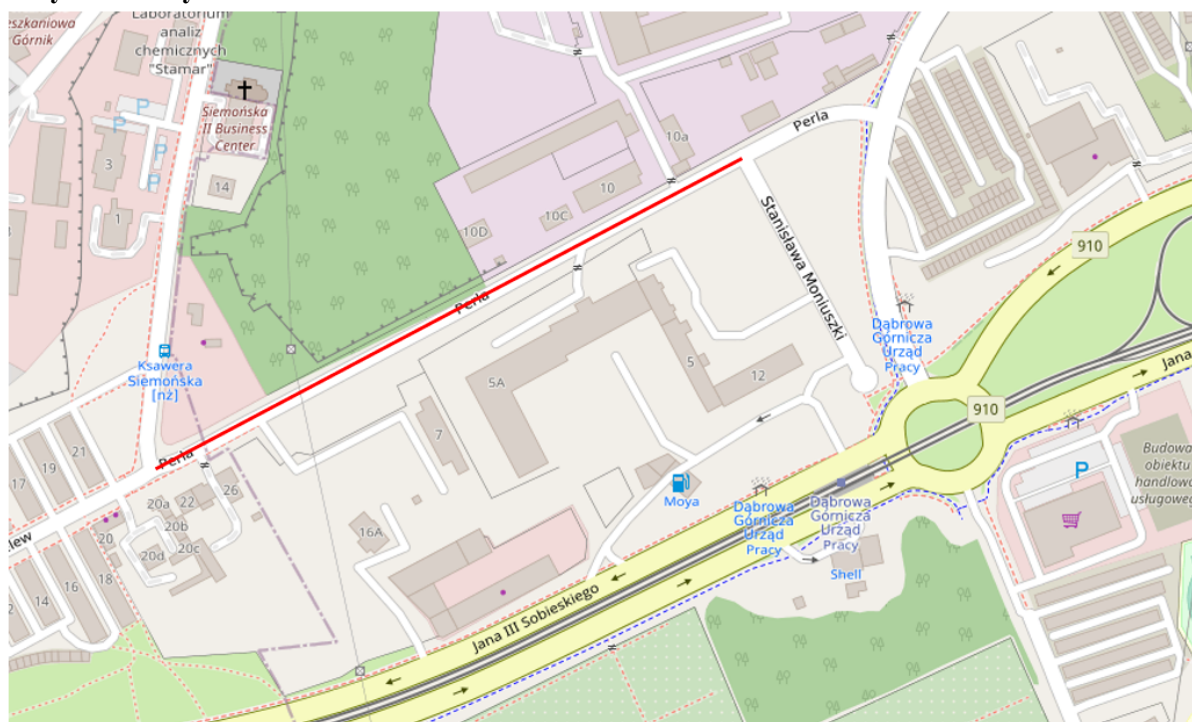 Laboratorium
analiz
chemicznych
"Stamar"
Górnik
P
P
P
P
3
1
Siemońska
II Business
Center
14
10a
10
10C
10D
Perla
Perla
Perla
Stanisława Moniuszki
910
910
Dąbrowa
Górnicza
Urząd
Pracy
Ksawera
Siemońska
[nż]
5A
5
12
7
17
19
21
26
22
20a
20b
20c
20d
20
18
16
14
16A
Moya
Dąbrowa
Górnicza
Urząd
Pracy
Dąbrowa
Górnicza
Urząd
Pracy
Shell
P
Budowa
obiektu
Jana III Sobieskiego
Jana